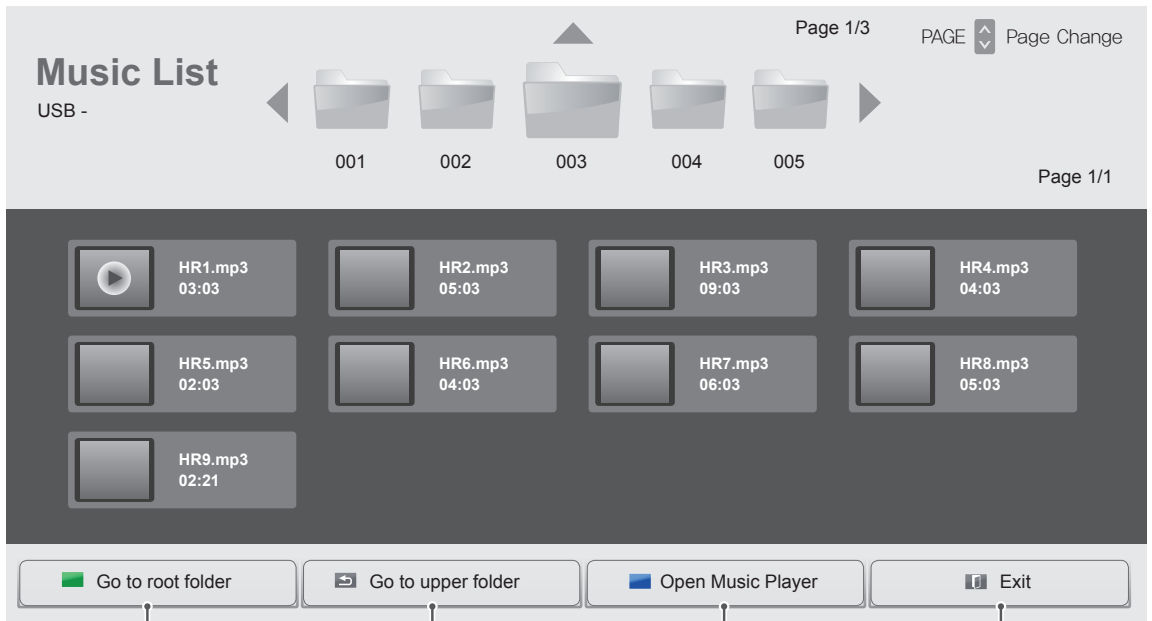 Page 1/3
PAGE Page Change
Music List
USB -
001 002 003 004 005
Page 1/1
HR1.mp3 HR2.mp3 HR3.mp3 HR4.mp3
03:03 05:03 09:03 04:03
HR5.mp3 HR6.mp3 HR7.mp3 HR8.mp3
02:03 04:03 06:03 05:03
HR9.mp3
02:21
Go to root folder Go to upper folder Open Music Player Exit